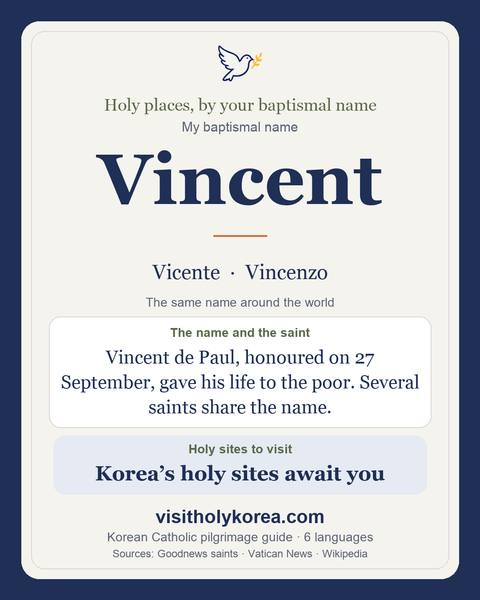 Holy places, by your baptismal name
My baptismal name
Vincent
Vicente · Vincenzo
The same name around the world
The name and the saint
Vincent de Paul, honoured on 27
September, gave his life to the poor. Several
saints share the name.
Holy sites to visit
Korea’s holy sites await you
visitholykorea.com
Korean Catholic pilgrimage guide · 6 languages
Sources: Goodnews saints · Vatican News · Wikipedia